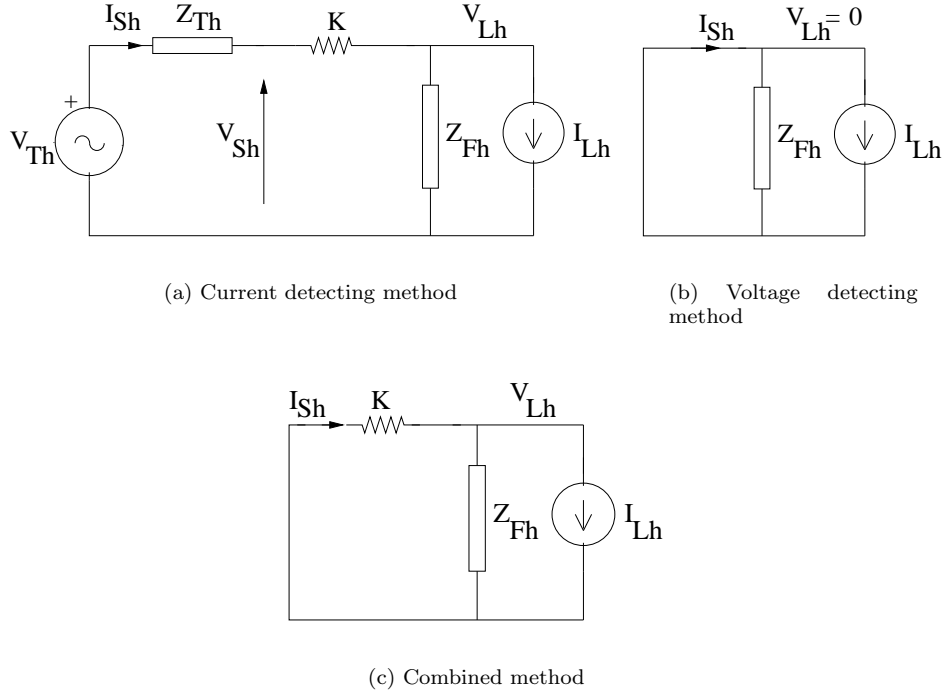 I_Sh Z_Th K V_Lh
+
V_Th V_Sh Z_Fh I_Lh
(a) Current detecting method
I_Sh V_Lh = 0
Z_Fh I_Lh
(b) Voltage detecting
method
I_Sh K V_Lh
Z_Fh I_Lh
(c) Combined method